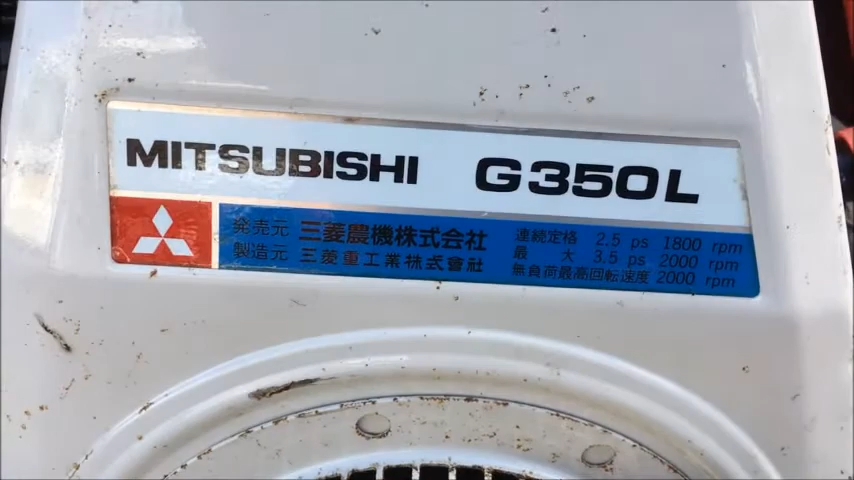 MITSUBISHI G350L
発売元 三菱農機株式会社
製造元 三菱重工業株式会社
連続定格 2.5 ps 1800 rpm
最大 3.5 ps 2000 rpm
無負荷最高回転速度 2000 rpm